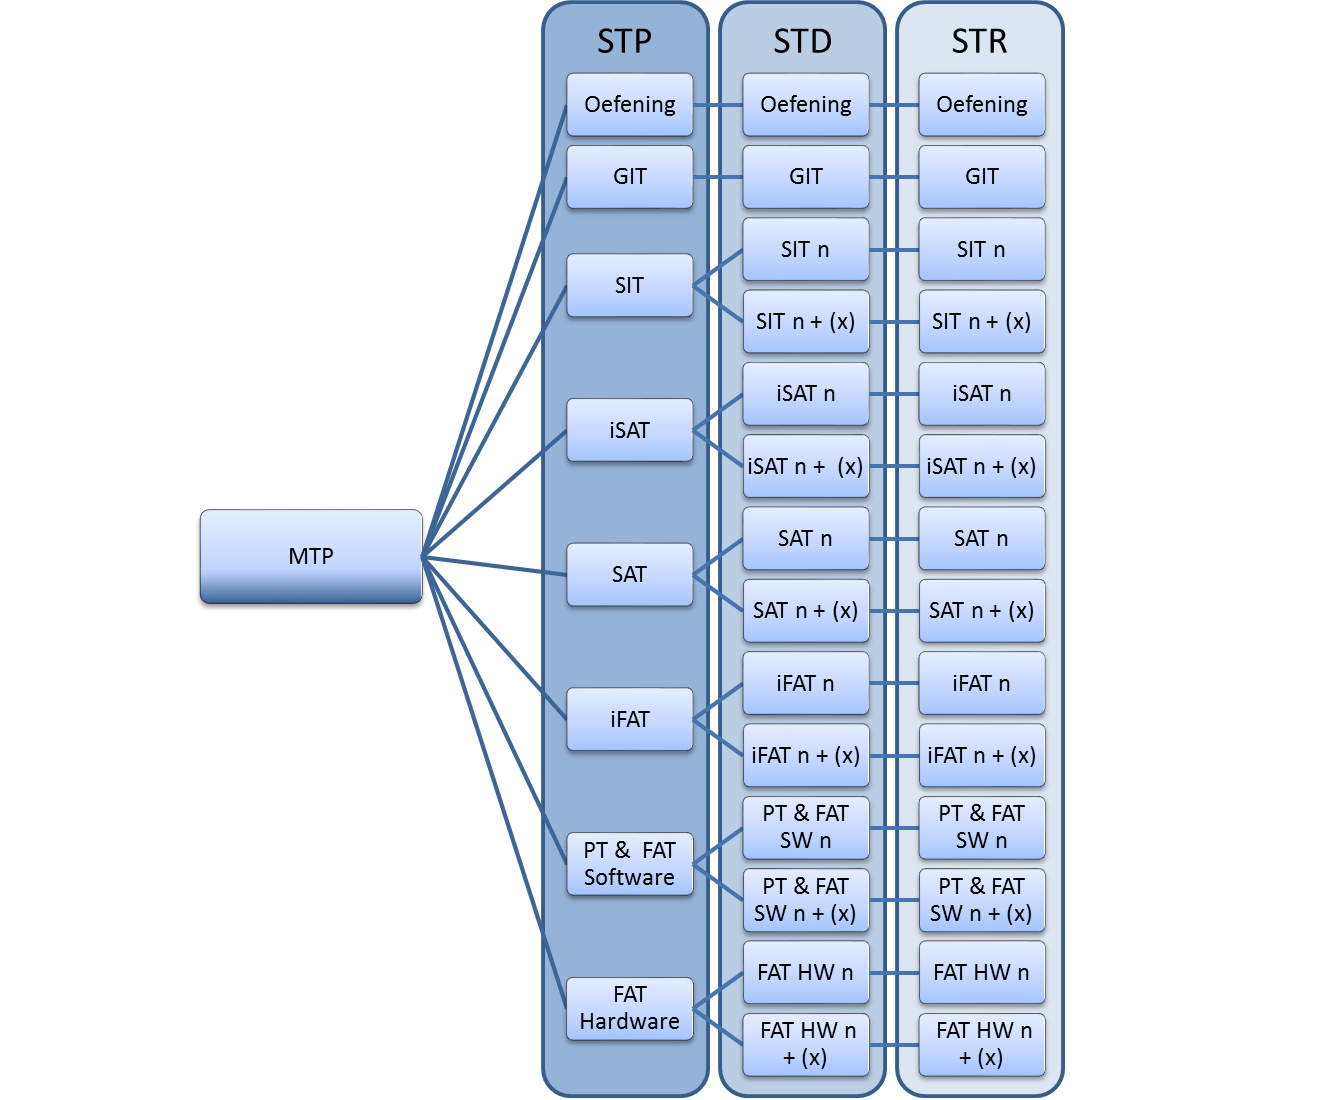 STP
STD
STR
Oefening
Oefening
Oefening
GIT
GIT
GIT
SIT
SIT n
SIT n
SIT n + (x)
SIT n + (x)
iSAT
iSAT n
iSAT n
iSAT n +  (x)
iSAT n + (x)
MTP
SAT
SAT n
SAT n
SAT n + (x)
SAT n + (x)
iFAT
iFAT n
iFAT n
iFAT n + (x)
iFAT n + (x)
PT &  FAT
Software
PT & FAT
SW n
PT & FAT
SW n
PT & FAT
SW n + (x)
PT & FAT
SW n + (x)
FAT
Hardware
FAT HW n
FAT HW n
FAT HW n
+ (x)
FAT HW n
+ (x)